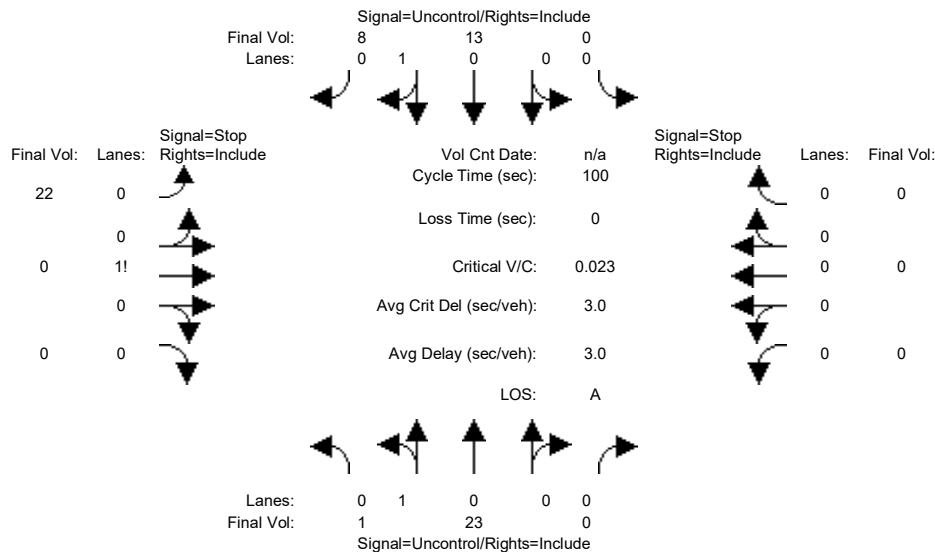 Signal=Uncontrol/Rights=Include
Final Vol: 8 13 0
Lanes: 0 1 0 0 0
Signal=Stop Signal=Stop
Final Vol: Lanes: Rights=Include Vol Cnt Date: n/a Rights=Include Lanes: Final Vol:
Cycle Time (sec): 100
22 0 0 0
Loss Time (sec): 0
0 0
0 1! Critical V/C: 0.023 0 0
0 Avg Crit Del (sec/veh): 3.0 0
0 0 Avg Delay (sec/veh): 3.0 0 0
LOS: A
Lanes: 0 1 0 0 0
Final Vol: 1 23 0
Signal=Uncontrol/Rights=Include